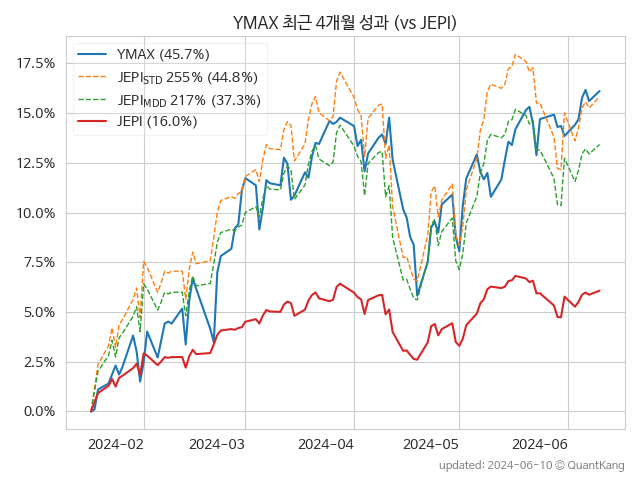 YMAX 최근 4개월 성과 (vs JEPI)
YMAX (45.7%)
JEPI_STD 255% (44.8%)
JEPI_MDD 217% (37.3%)
JEPI (16.0%)
17.5%
15.0%
12.5%
10.0%
7.5%
5.0%
2.5%
0.0%
2024-02 2024-03 2024-04 2024-05 2024-06
updated: 2024-06-10 © QuantKang